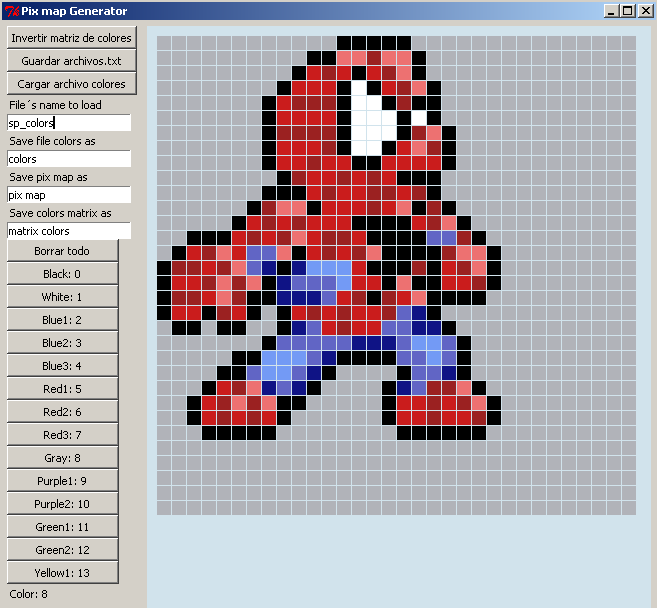 Pix map Generator
Invertir matriz de colores
Guardar archivos.txt
Cargar archivo colores
File´s name to load
sp_colors
Save file colors as
colors
Save pix map as
pix map
Save colors matrix as
matrix colors
Borrar todo
Black: 0
White: 1
Blue1: 2
Blue2: 3
Blue3: 4
Red1: 5
Red2: 6
Red3: 7
Gray: 8
Purple1: 9
Purple2: 10
Green1: 11
Green2: 12
Yellow1: 13
Color: 8